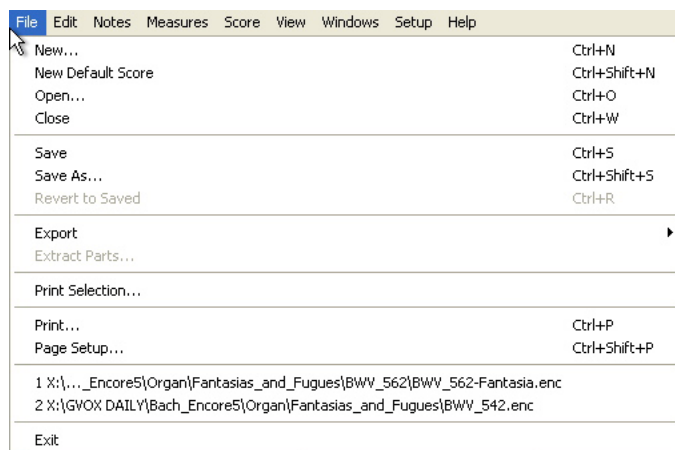 File Edit Notes Measures Score View Windows Setup Help
New... Ctrl+N
New Default Score Ctrl+Shift+N
Open... Ctrl+O
Close Ctrl+W
Save Ctrl+S
Save As... Ctrl+Shift+S
Revert to Saved Ctrl+R
Export
Extract Parts...
Print Selection...
Print... Ctrl+P
Page Setup... Ctrl+Shift+P
1 X:\..._Encore5\Organ\Fantasias_and_Fugues\BWV_562\BWV_562-Fantasia.enc
2 X:\GVOX DAILY\Bach_Encore5\Organ\Fantasias_and_Fugues\BWV_542.enc
Exit